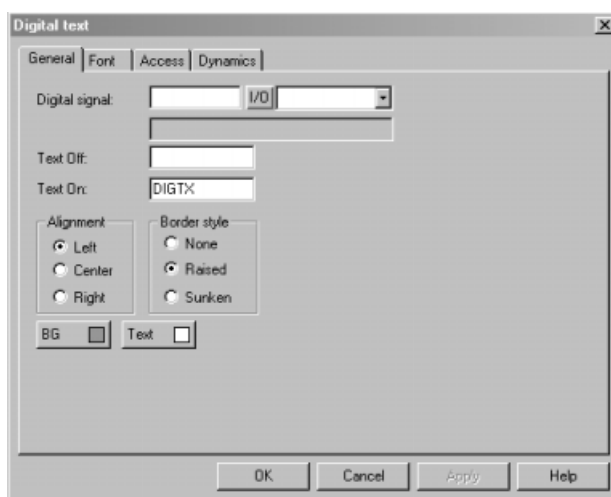 Digital text
General Font Access Dynamics
Digital signal: I/O
Text Off:
Text On: DIGTX
Alignment Border style
Left None
Center Raised
Right Sunken
BG Text
OK Cancel Apply Help